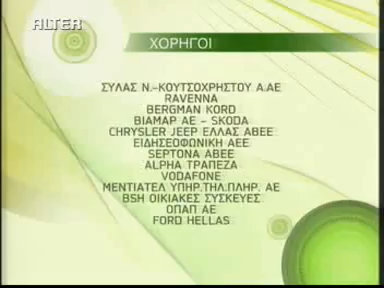 ALTER
ΧΟΡΗΓΟΙ
ΣΥΛΑΣ Ν.-ΚΟΥΤΣΟΧΡΗΣΤΟΥ Α.ΑΕ
RAVENNA
BERGMAN KORD
ΒΙΑΜΑΡ ΑΕ - SKODA
CHRYSLER JEEP ΕΛΛΑΣ ΑΒΕΕ
ΕΙΔΗΣΕΟΦΩΝΙΚΗ ΑΕΕ
SEPTONA ΑΒΕΕ
ALPHA ΤΡΑΠΕΖΑ
VODAFONE
ΜΕΝΤΙΑΤΕΛ ΥΠΗΡ.ΤΗΛ.ΠΛΗΡ. ΑΕ
BSH ΟΙΚΙΑΚΕΣ ΣΥΣΚΕΥΕΣ
ΟΠΑΠ ΑΕ
FORD HELLAS